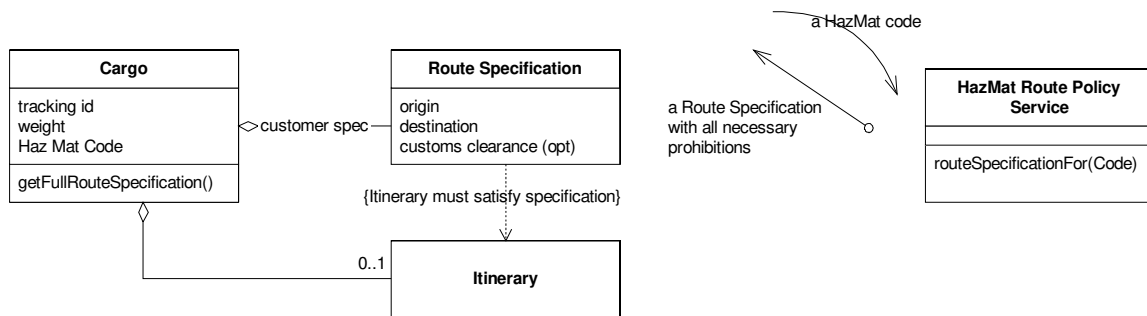 Cargo
tracking id
weight
Haz Mat Code
getFullRouteSpecification()
customer spec
Route Specification
origin
destination
customs clearance (opt)
{Itinerary must satisfy specification}
0..1
Itinerary
a HazMat code
a Route Specification
with all necessary
prohibitions
HazMat Route Policy
Service
routeSpecificationFor(Code)